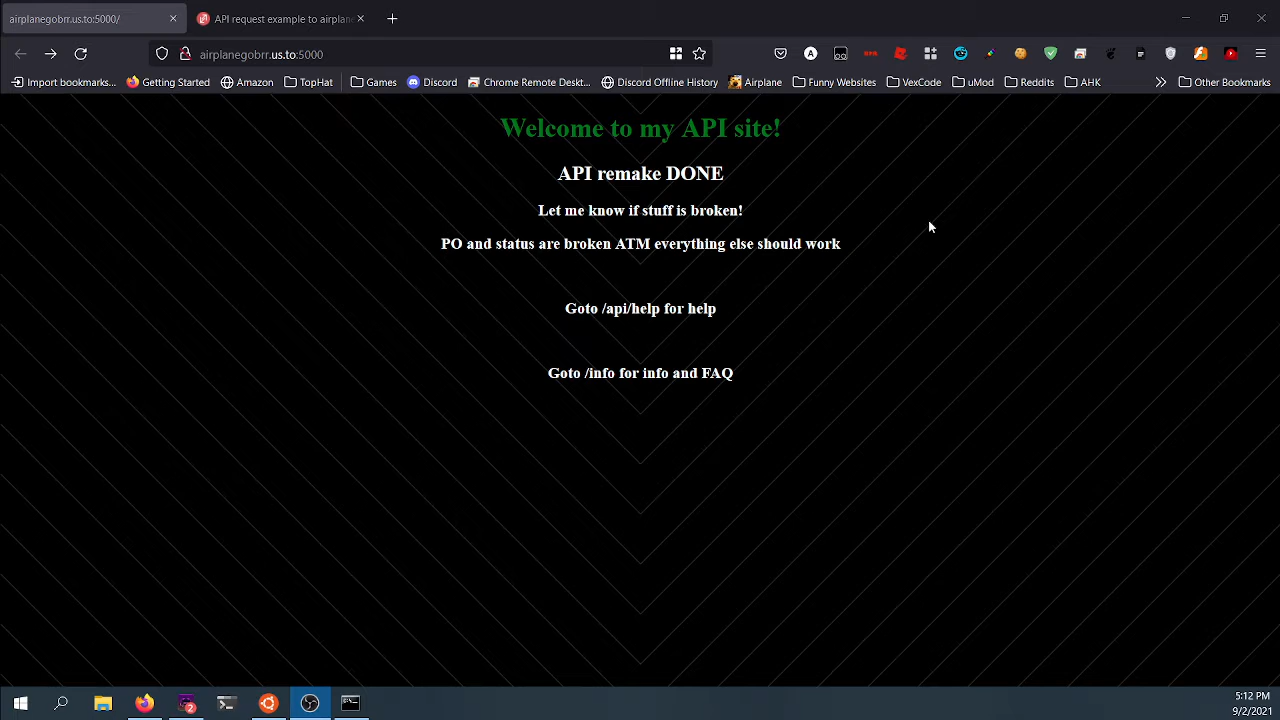 airplanegobrr.us.to:5000/
API request example to airplane
airplanegobrr.us.to:5000
Import bookmarks...
Getting Started
Amazon
TopHat
Games
Discord
Chrome Remote Deskt...
Discord Offline History
Airplane
Funny Websites
VexCode
uMod
Reddits
AHK
Other Bookmarks
Welcome to my API site!
API remake DONE
Let me know if stuff is broken!
PO and status are broken ATM everything else should work
Goto /api/help for help
Goto /info for info and FAQ
2
5:12 PM
9/2/2021